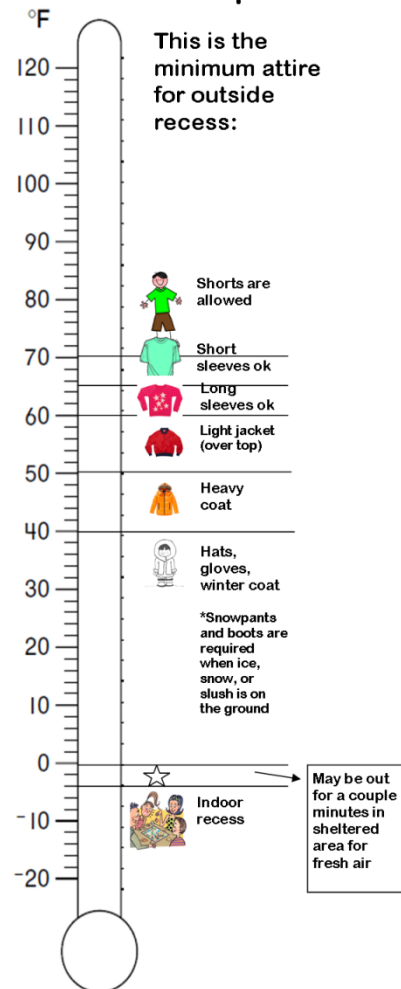 °F
This is the
minimum attire
for outside
recess:
120
110
100
90
80
70
60
50
40
30
20
10
0
-10
-20
Shorts are
allowed
Short
sleeves ok
Long
sleeves ok
Light jacket
(over top)
Heavy
coat
Hats,
gloves,
winter coat
*Snowpants
and boots are
required
when ice,
snow, or
slush is on
the ground
May be out
for a couple
minutes in
sheltered
area for
fresh air
Indoor
recess